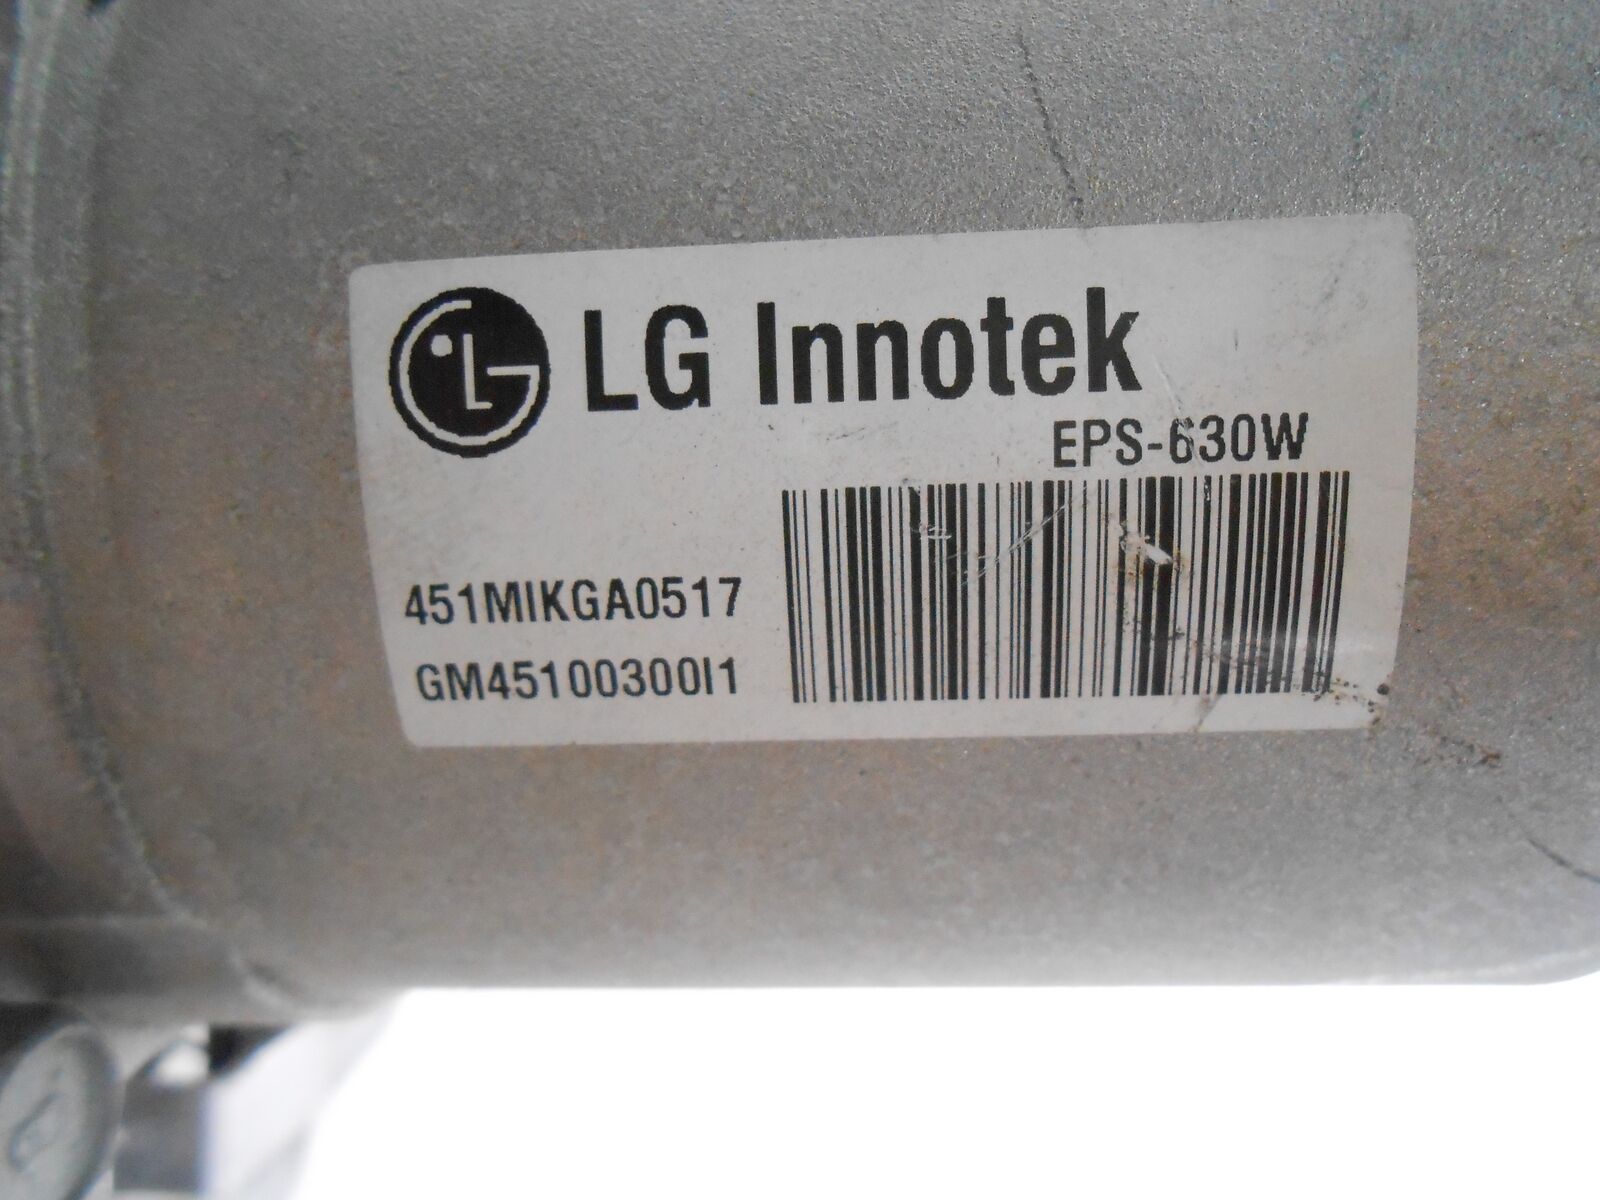 LG Innotek
EPS-630W
451MIKGA0517
GM45100300I1